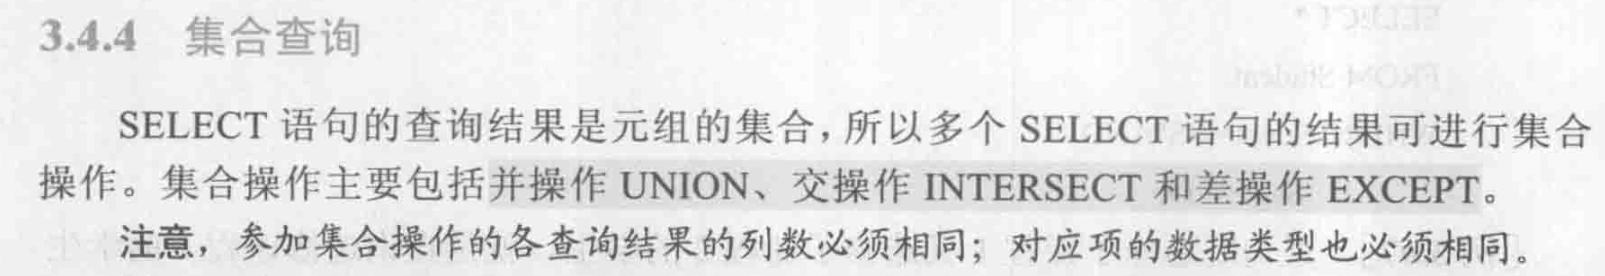 3.4.4 集合查询
SELECT 语句的查询结果是元组的集合，所以多个 SELECT 语句的结果可进行集合
操作。集合操作主要包括并操作 UNION、交操作 INTERSECT 和差操作 EXCEPT。
注意，参加集合操作的各查询结果的列数必须相同；对应项的数据类型也必须相同。